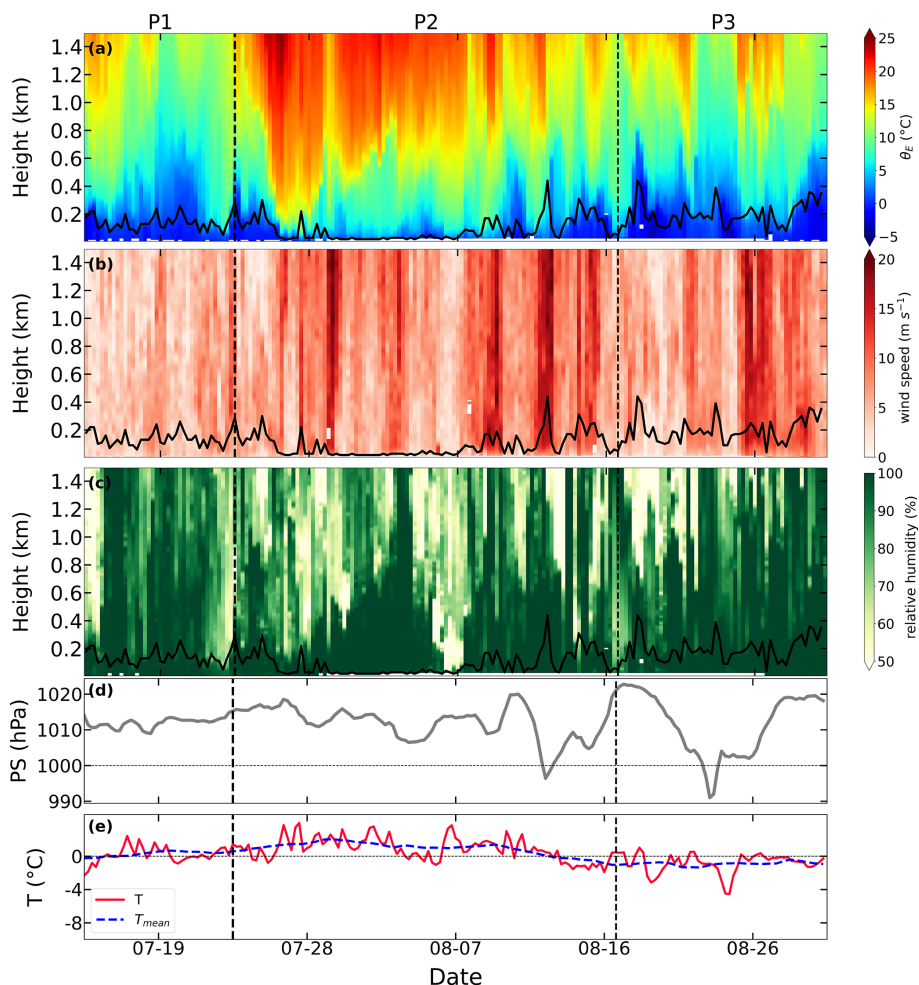 P1 P2 P3
(a)
Height (km)
1.4
1.2
1.0
0.8
0.6
0.4
0.2
25
20
15
10
5
0
−5
θE (°C)
(b)
Height (km)
1.4
1.2
1.0
0.8
0.6
0.4
0.2
20
15
10
5
0
wind speed (m s−1)
(c)
Height (km)
1.4
1.2
1.0
0.8
0.6
0.4
0.2
100
90
80
70
60
50
relative humidity (%)
(d)
PS (hPa)
1020
1010
1000
990
(e)
T (°C)
0
-4
-8
T
Tmean
07-19 07-28 08-07 08-16 08-26
Date